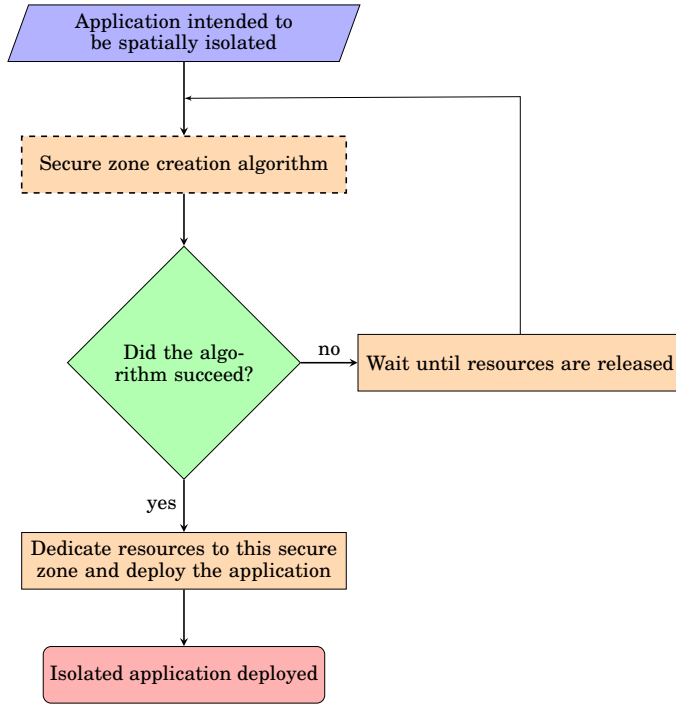 Application intended to
be spatially isolated
Secure zone creation algorithm
Did the algo-
rithm succeed?
no
Wait until resources are released
yes
Dedicate resources to this secure
zone and deploy the application
Isolated application deployed